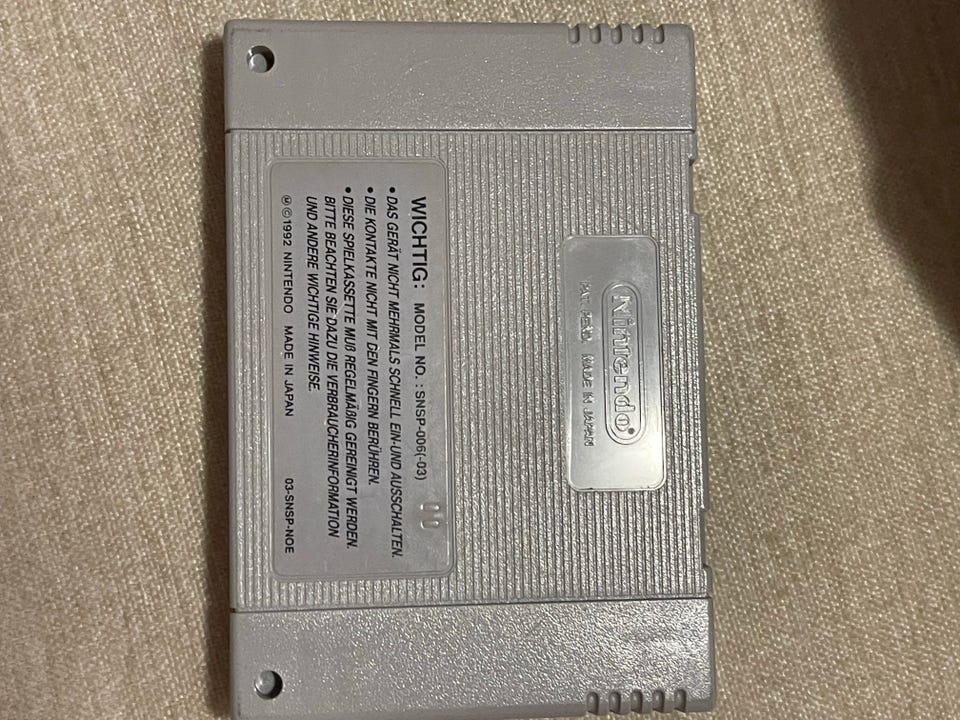 Nintendo®
PAT. PEND. MADE IN JAPAN
WICHTIG: MODEL NO. : SNSP-006(-03)
• DAS GERÄT NICHT MEHRMALS SCHNELL EIN-UND AUSSCHALTEN.
• DIE KONTAKTE NICHT MIT DEN FINGERN BERÜHREN.
• DIESE SPIELKASSETTE MUß REGELMÄßIG GEREINIGT WERDEN.
BITTE BEACHTEN SIE DAZU DIE VERBRAUCHERINFORMATION
UND ANDERE WICHTIGE HINWEISE.
Ⓜ©1992 NINTENDO MADE IN JAPAN 03-SNSP-NOE